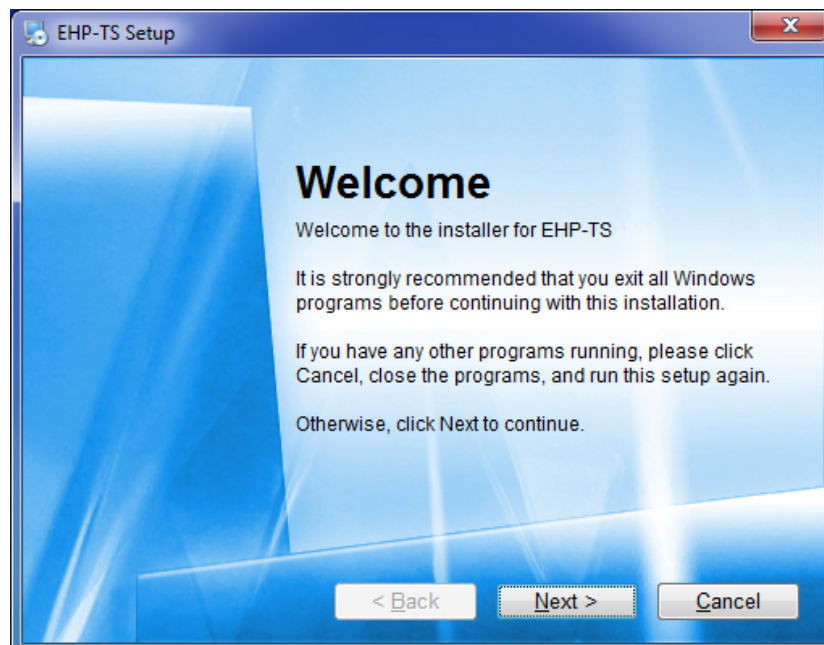 EHP-TS Setup
Welcome
Welcome to the installer for EHP-TS
It is strongly recommended that you exit all Windows
programs before continuing with this installation.
If you have any other programs running, please click
Cancel, close the programs, and run this setup again.
Otherwise, click Next to continue.
< Back Next > Cancel